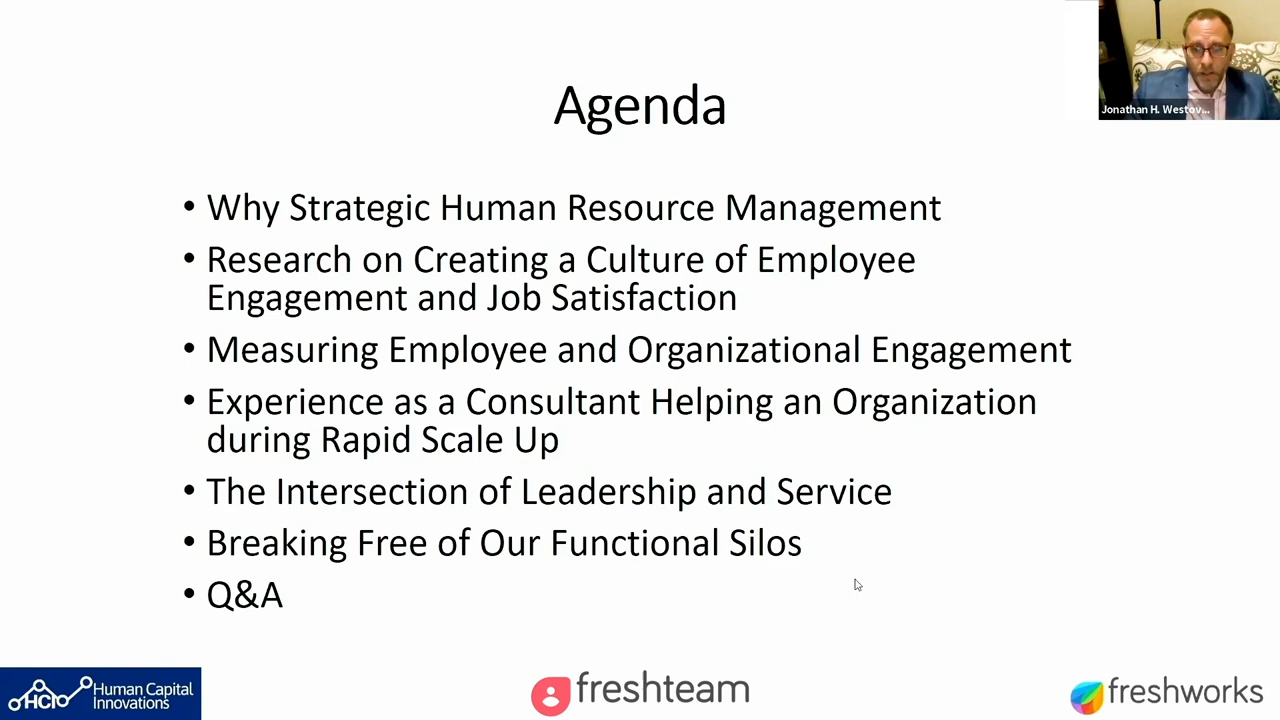 Agenda
Jonathan H. Westov...
• Why Strategic Human Resource Management
• Research on Creating a Culture of Employee
Engagement and Job Satisfaction
• Measuring Employee and Organizational Engagement
• Experience as a Consultant Helping an Organization
during Rapid Scale Up
• The Intersection of Leadership and Service
• Breaking Free of Our Functional Silos
• Q&A
HCI
Human Capital
Innovations
freshteam
freshworks